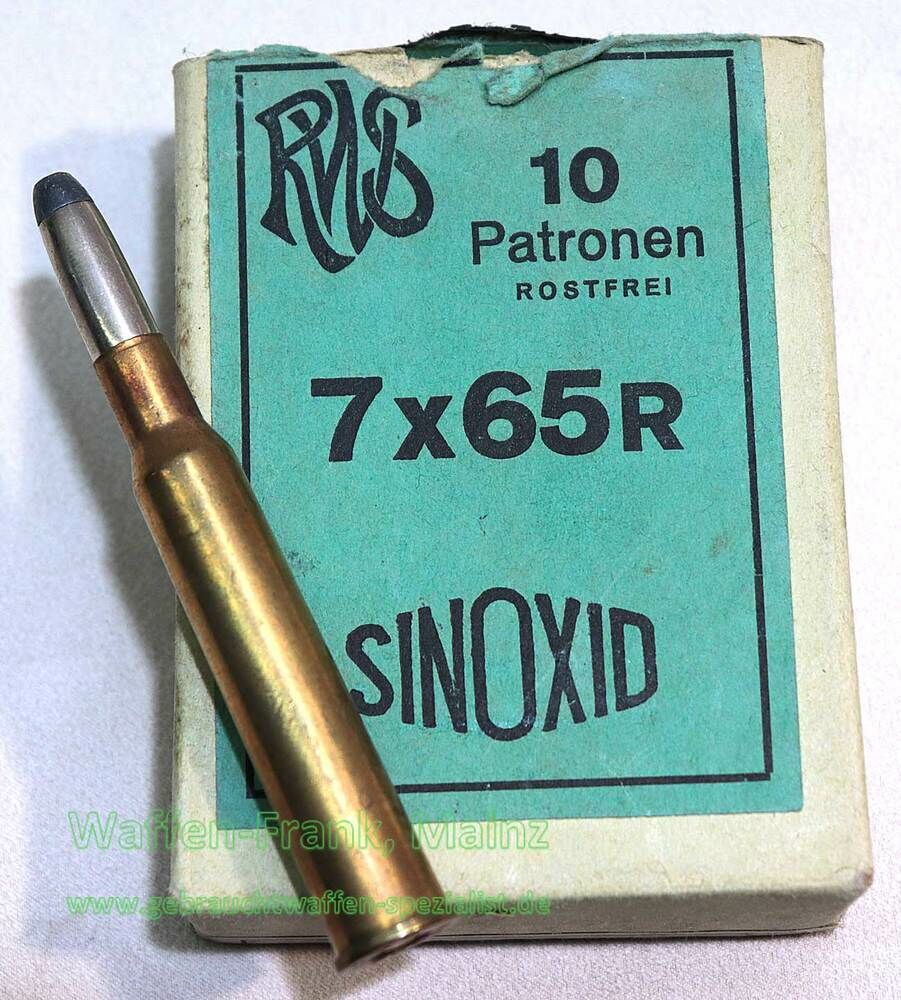 RWS
10
Patronen
ROSTFREI
7x65R
SINOXID
Waffen-Frank, Mainz
www.gebrauchtwaffen-spezialist.de